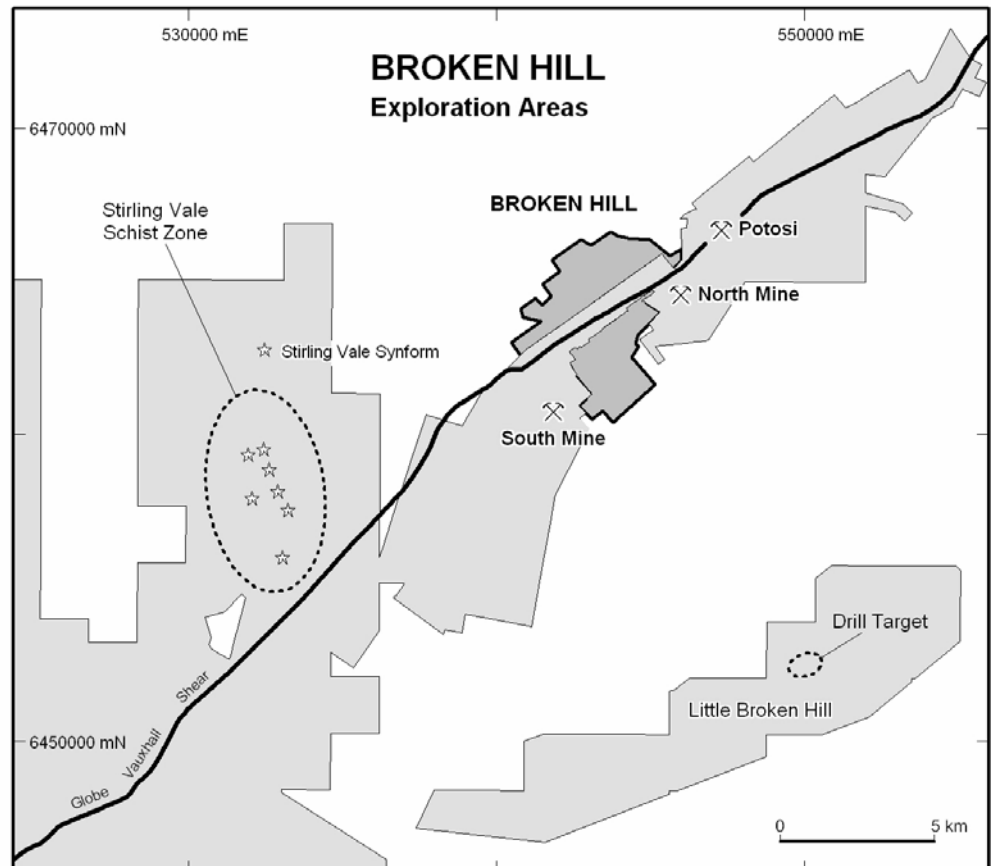 530000 mE
550000 mE
BROKEN HILL
Exploration Areas
6470000 mN
Stirling Vale
Schist Zone
BROKEN HILL
Potosi
North Mine
Stirling Vale Synform
South Mine
Drill Target
Little Broken Hill
6450000 mN
Globe Vauxhall Shear
0 5 km